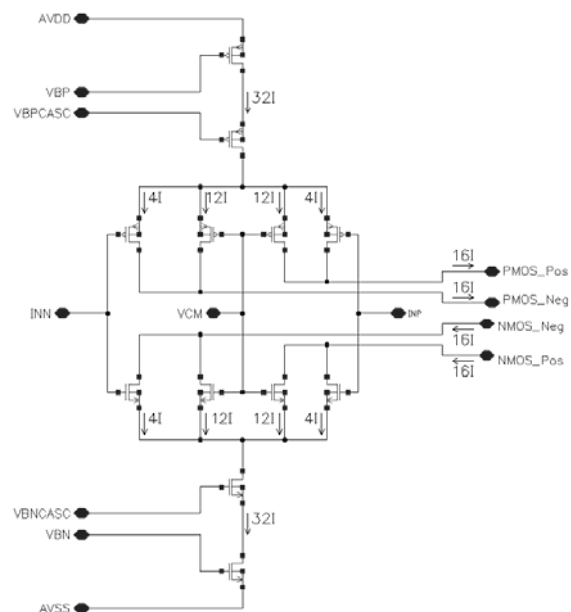 AVDD
VBP
VBPCASC
32I
4I 12I 12I 4I
16I
PMOS_Pos
16I
PMOS_Neg
INN VCM INP
NMOS_Neg
16I
NMOS_Pos
16I
4I 12I 12I 4I
VBNCASC
32I
VBN
AVSS